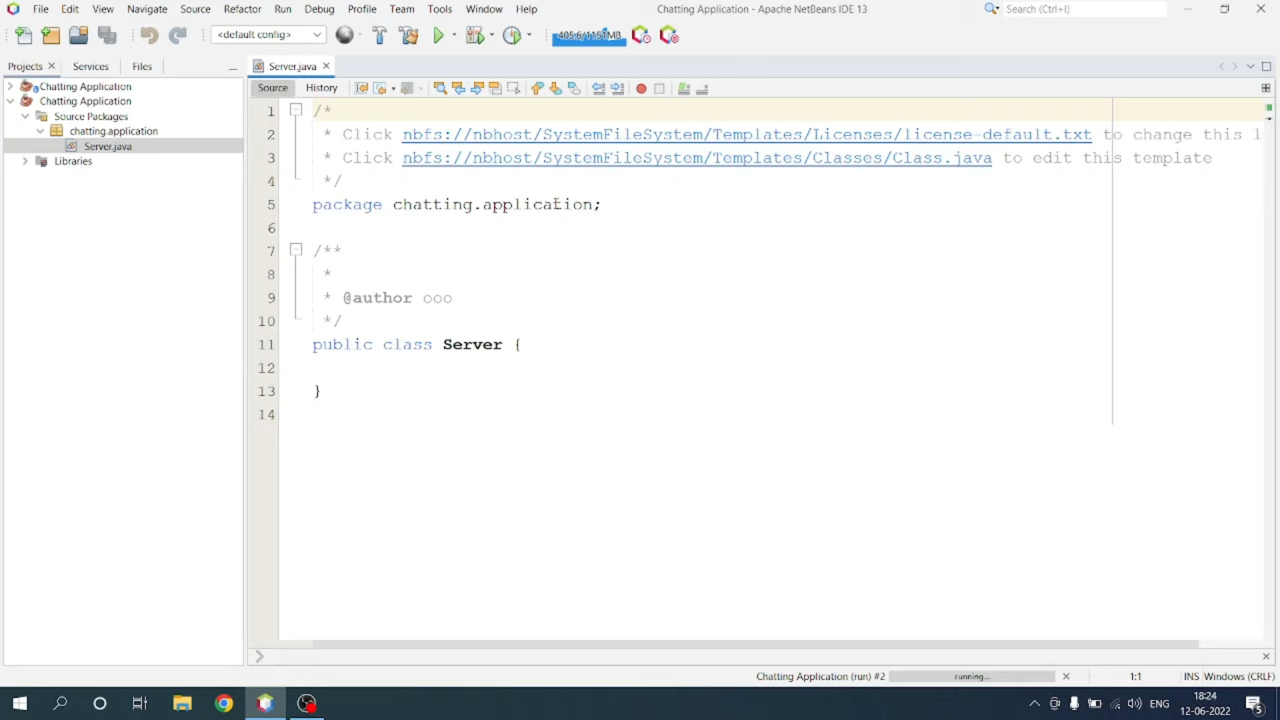 File Edit View Navigate Source Refactor Run Debug Profile Team Tools Window Help
Chatting Application - Apache NetBeans IDE 13
Search (Ctrl+I)
<default config>
405.6/1151MB
Projects
Services
Files
Server.java
Chatting Application
Chatting Application
Source Packages
chatting.application
Server.java
Libraries
Source
History
1 /*
2 * Click nbfs://nbhost/SystemFileSystem/Templates/Licenses/license-default.txt to change this l
3 * Click nbfs://nbhost/SystemFileSystem/Templates/Classes/Class.java to edit this template
4 */
5 package chatting.application;
6
7 /**
8 *
9 * @author ooo
10 */
11 public class Server {
12
13 }
14
Chatting Application (run) #2
running...
1:1
INS
Windows (CRLF)
ENG
18:24
12-06-2022
5